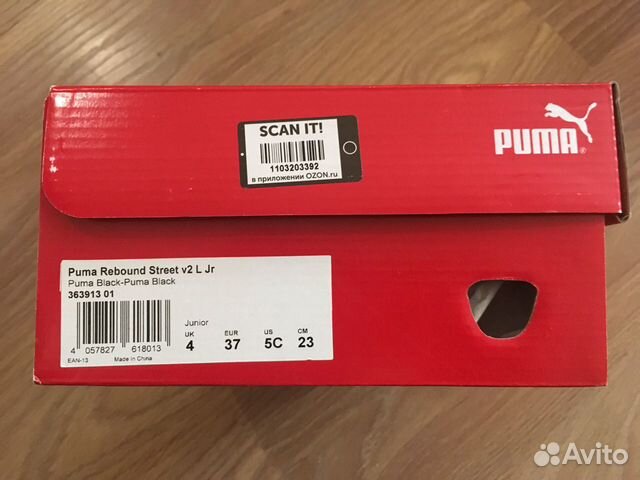 SCAN IT!
1103203392
в приложении OZON.ru
PUMA
Puma Rebound Street v2 L Jr
Puma Black-Puma Black
363913 01
Junior
UK EUR US CM
4 37 5C 23
4 057827 618013
EAN-13 Made in China
Avito